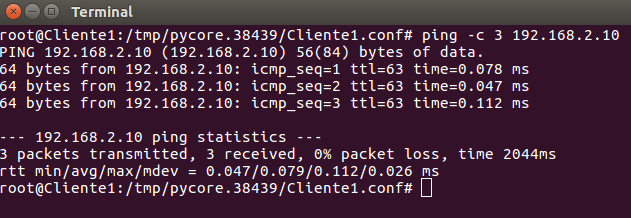 Terminal
root@Cliente1:/tmp/pycore.38439/Cliente1.conf# ping -c 3 192.168.2.10
PING 192.168.2.10 (192.168.2.10) 56(84) bytes of data.
64 bytes from 192.168.2.10: icmp_seq=1 ttl=63 time=0.078 ms
64 bytes from 192.168.2.10: icmp_seq=2 ttl=63 time=0.047 ms
64 bytes from 192.168.2.10: icmp_seq=3 ttl=63 time=0.112 ms
--- 192.168.2.10 ping statistics ---
3 packets transmitted, 3 received, 0% packet loss, time 2044ms
rtt min/avg/max/mdev = 0.047/0.079/0.112/0.026 ms
root@Cliente1:/tmp/pycore.38439/Cliente1.conf#